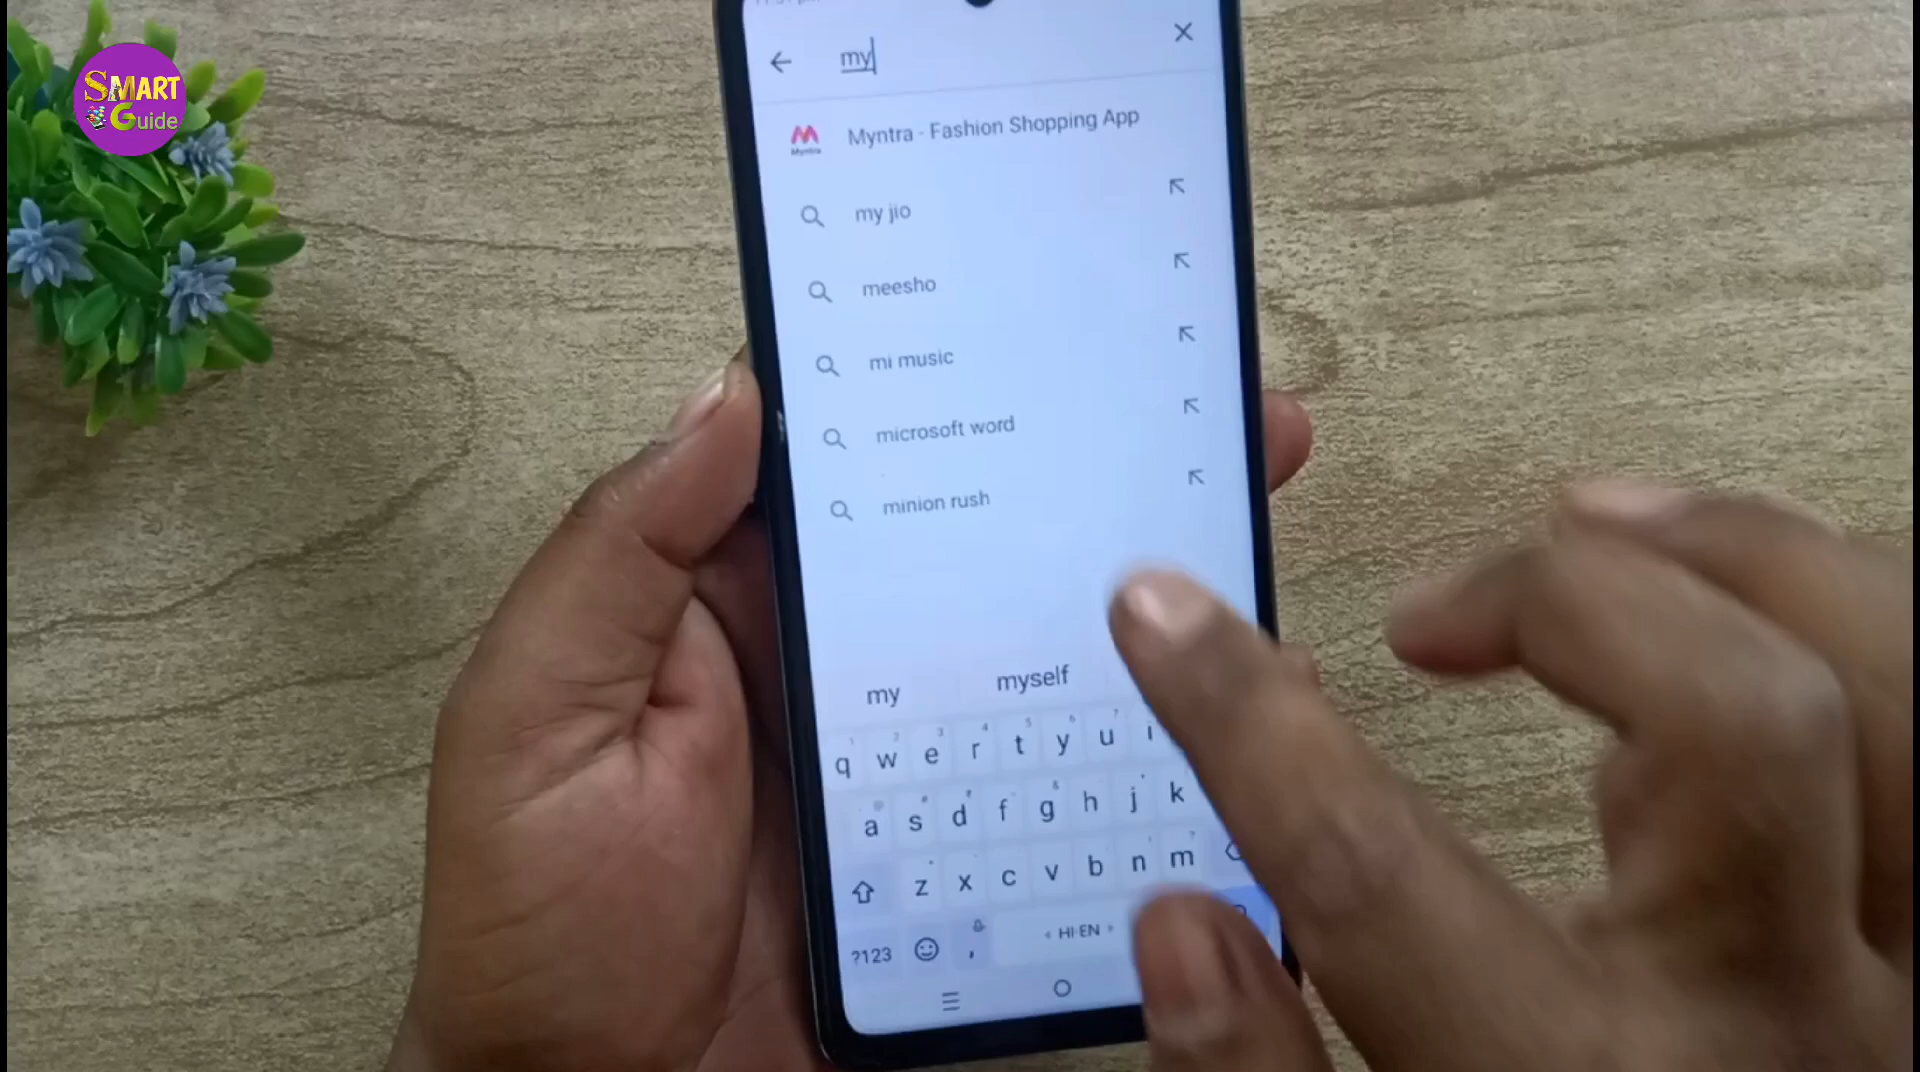 SMART
Guide
my
Myntra
Myntra - Fashion Shopping App
my jio
meesho
mi music
microsoft word
minion rush
my myself
q w e r t y u i
a s d f g h j k
z x c v b n m
?123 , HI·EN